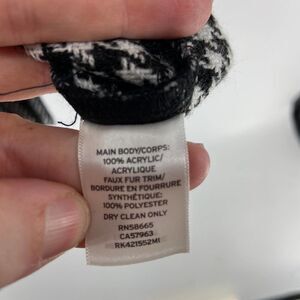 MAIN BODY/CORPS:
100% ACRYLIC/
ACRYLIQUE
FAUX FUR TRIM/
BORDURE EN FOURRURE
SYNTHÉTIQUE:
100% POLYESTER
DRY CLEAN ONLY
RN58665
CA57963
RK421552MI